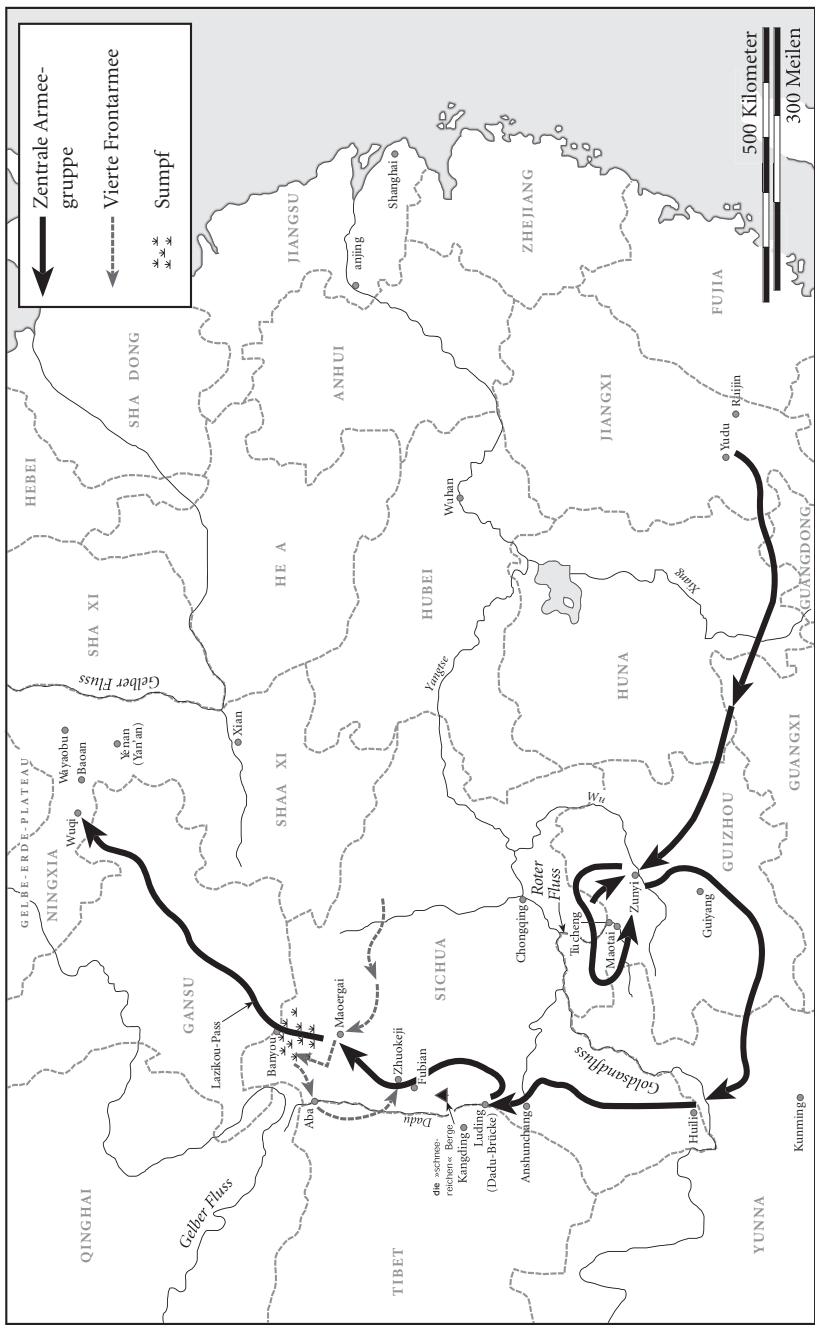 Zentrale Armee-
gruppe
Vierte Frontarmee
Sumpf
500 Kilometer
300 Meilen
GELBE-ERDE-PLATEAU
NINGXIA
HEBEI
SHA DONG
JIANGSU
Shanghai
anjing
ANHUI
ZHEJIANG
FUJIA
JIANGXI
Ruijin
Yudu
GUANGDONG
Xiang
Wuhan
HE A
HUBEI
SHA XI
Gelber Fluss
Wayaobu
Baoan
Yenan
(Yan'an)
Wuqi
Xian
SHAA XI
Yangtse
HUNA
GUANGXI
GUIZHOU
Wu
Zunyi
Guiyang
Roter
Fluss
Tucheng
Maotai
Chongqing
SICHUA
GANSU
Lazikou-Pass
Banyou
Maoergai
Zhuokeji
Fubian
Aba
Dadu
die »schnee-
reichen« Berge
Kangding
Luding
(Dadu-Brücke)
Anshunchang
Goldsandfluss
Huili
Kunming
QINGHAI
Gelber Fluss
TIBET
YUNNA